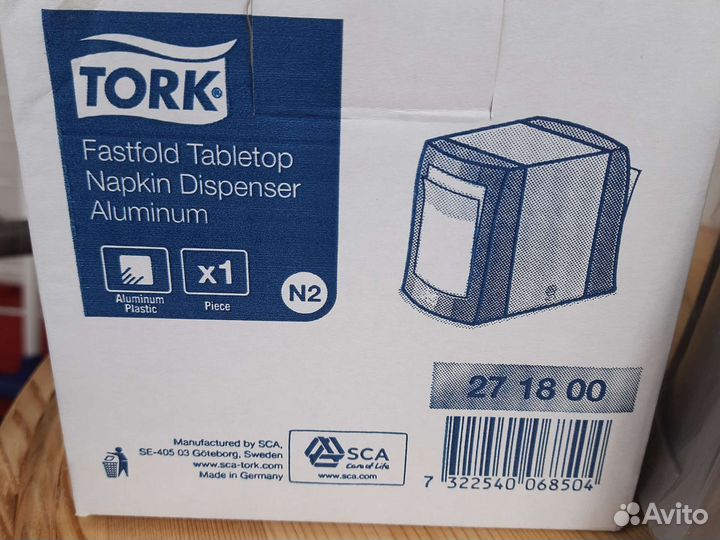 TORK®
Fastfold Tabletop
Napkin Dispenser
Aluminum
Aluminum
Plastic
x1
Piece
N2
27 18 00
Manufactured by SCA,
SE-405 03 Göteborg, Sweden
www.sca-tork.com
Made in Germany
SCA
Care of Life
www.sca.com
7 322540 068504
Avito